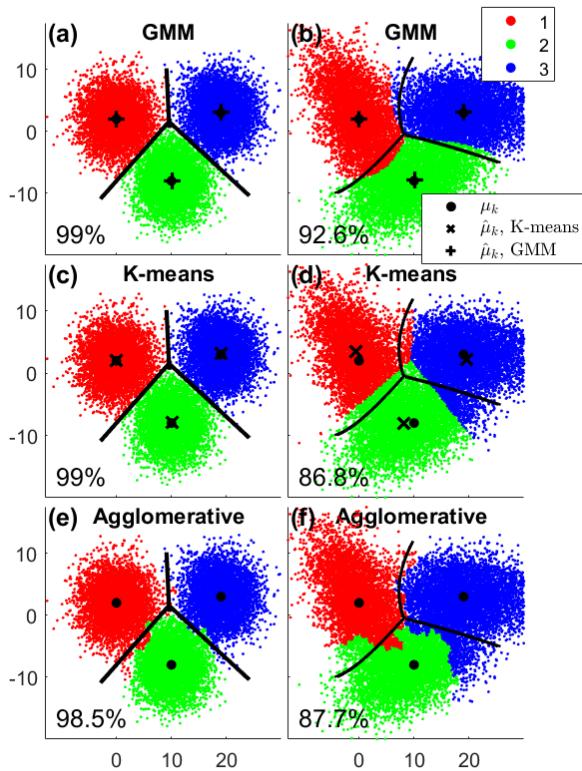 (a) GMM
(b) GMM
1
2
3
10
0
-10
99%
92.6%
μ_k
μ̂_k, K-means
μ̂_k, GMM
(c) K-means
(d) K-means
10
0
-10
99%
86.8%
(e) Agglomerative
(f) Agglomerative
10
0
-10
98.5%
87.7%
0 10 20
0 10 20